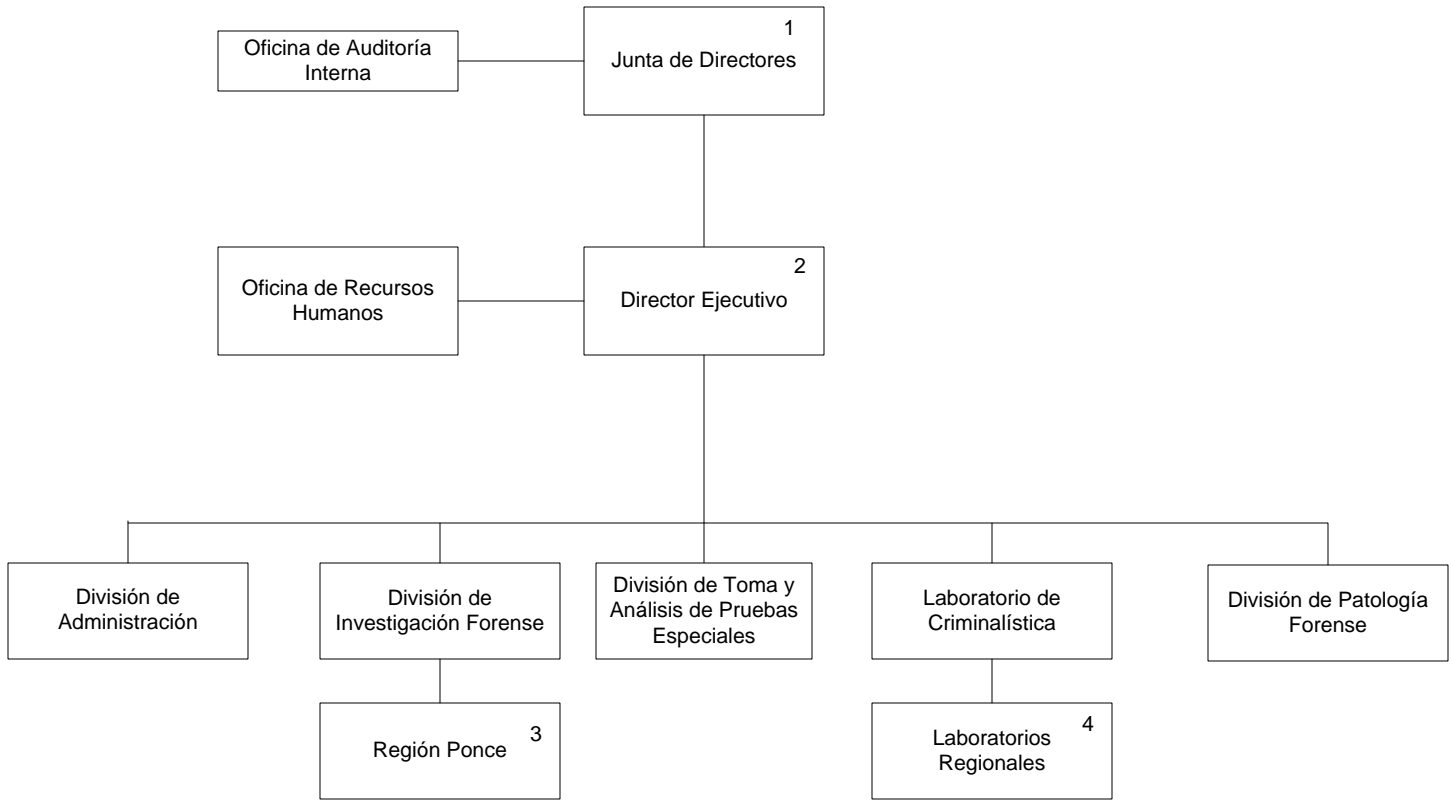 1
Oficina de Auditoría
Interna
Junta de Directores
2
Oficina de Recursos
Humanos
Director Ejecutivo
División de
Administración
División de
Investigación Forense
División de Toma y
Análisis de Pruebas
Especiales
Laboratorio de
Criminalística
División de Patología
Forense
3
Región Ponce
4
Laboratorios
Regionales